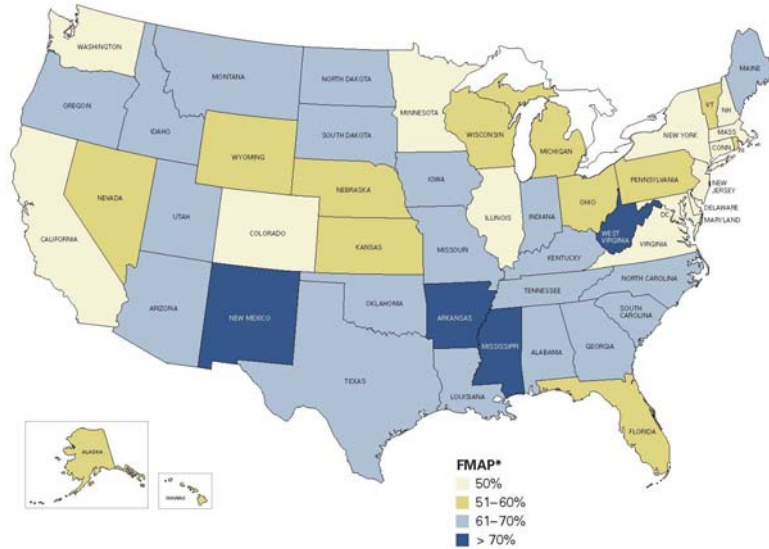 WASHINGTON
MONTANA
NORTH DAKOTA
MINNESOTA
MAINE
OREGON
IDAHO
SOUTH DAKOTA
WISCONSIN
MICHIGAN
VT
NH
NEW YORK
MASS
CONN
WYOMING
IOWA
NEBRASKA
PENNSYLVANIA
NEW
JERSEY
NEVADA
UTAH
COLORADO
ILLINOIS
INDIANA
OHIO
DELAWARE
MARYLAND
DC
CALIFORNIA
KANSAS
MISSOURI
WEST
VIRGINIA
VIRGINIA
KENTUCKY
NORTH CAROLINA
TENNESSEE
ARIZONA
NEW MEXICO
OKLAHOMA
ARKANSAS
SOUTH
CAROLINA
MISSISSIPPI
ALABAMA
GEORGIA
TEXAS
LOUISIANA
FLORIDA
ALASKA
HAWAII
FMAP*
50%
51–60%
61–70%
> 70%